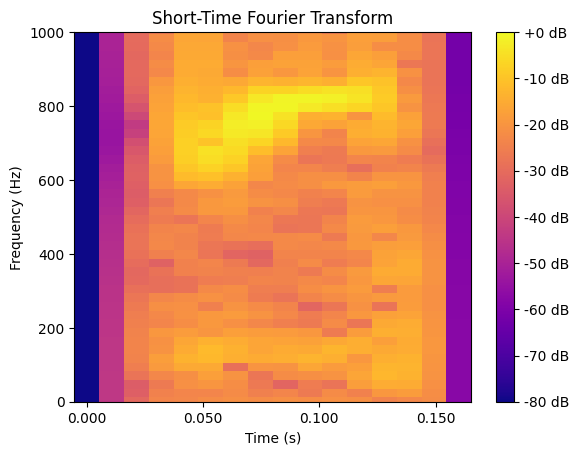 Short-Time Fourier Transform
1000
800
600
400
200
0
Frequency (Hz)
0.000
0.050
0.100
0.150
Time (s)
+0 dB
-10 dB
-20 dB
-30 dB
-40 dB
-50 dB
-60 dB
-70 dB
-80 dB